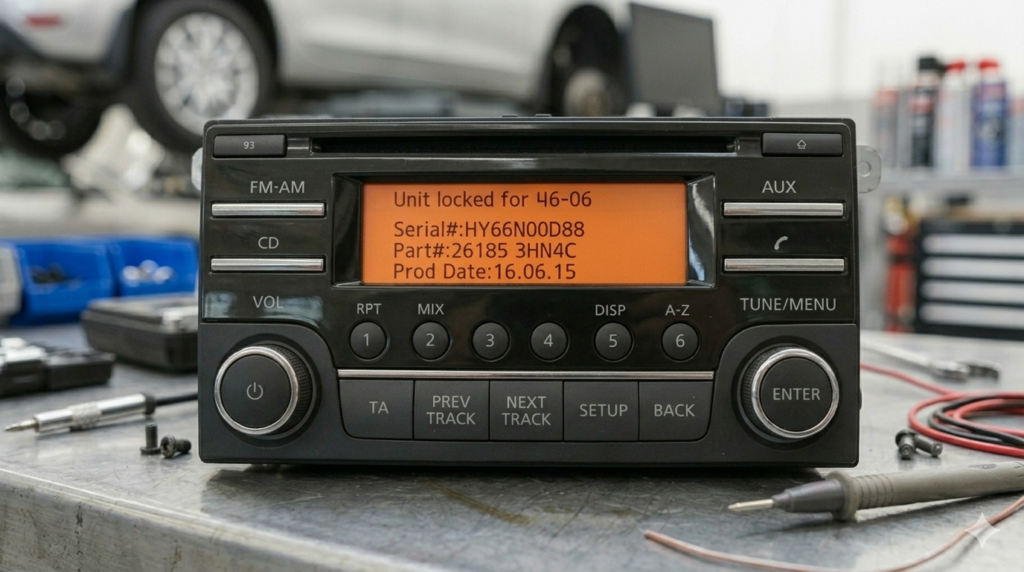 Unit locked for 46-06
Serial#:HY66N00D88
Part#:26185 3HN4C
Prod Date:16.06.15
93
FM-AM
CD
VOL
AUX
TUNE/MENU
RPT
MIX
DISP
A-Z
1
2
3
4
5
6
TA
PREV TRACK
NEXT TRACK
SETUP
BACK
ENTER